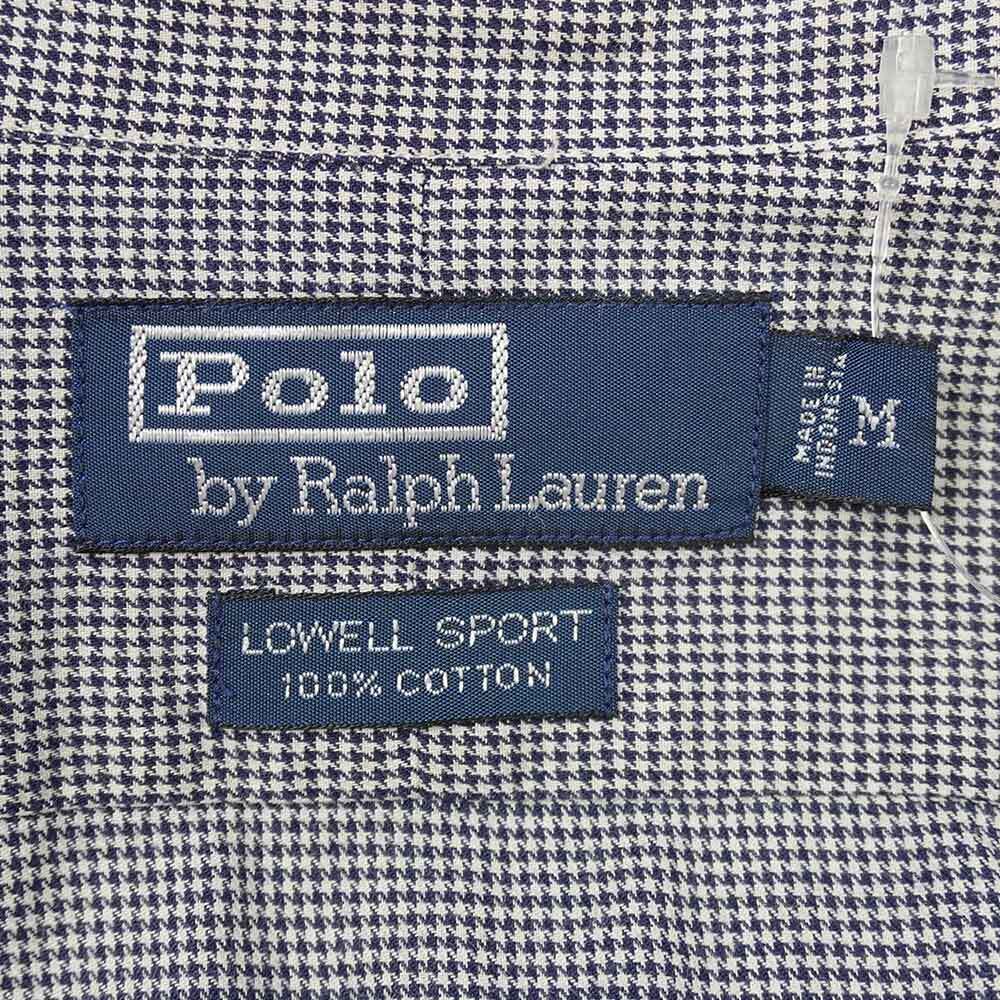 Polo
by Ralph Lauren
MADE IN
INDONESIA
M
LOWELL SPORT
100% COTTON